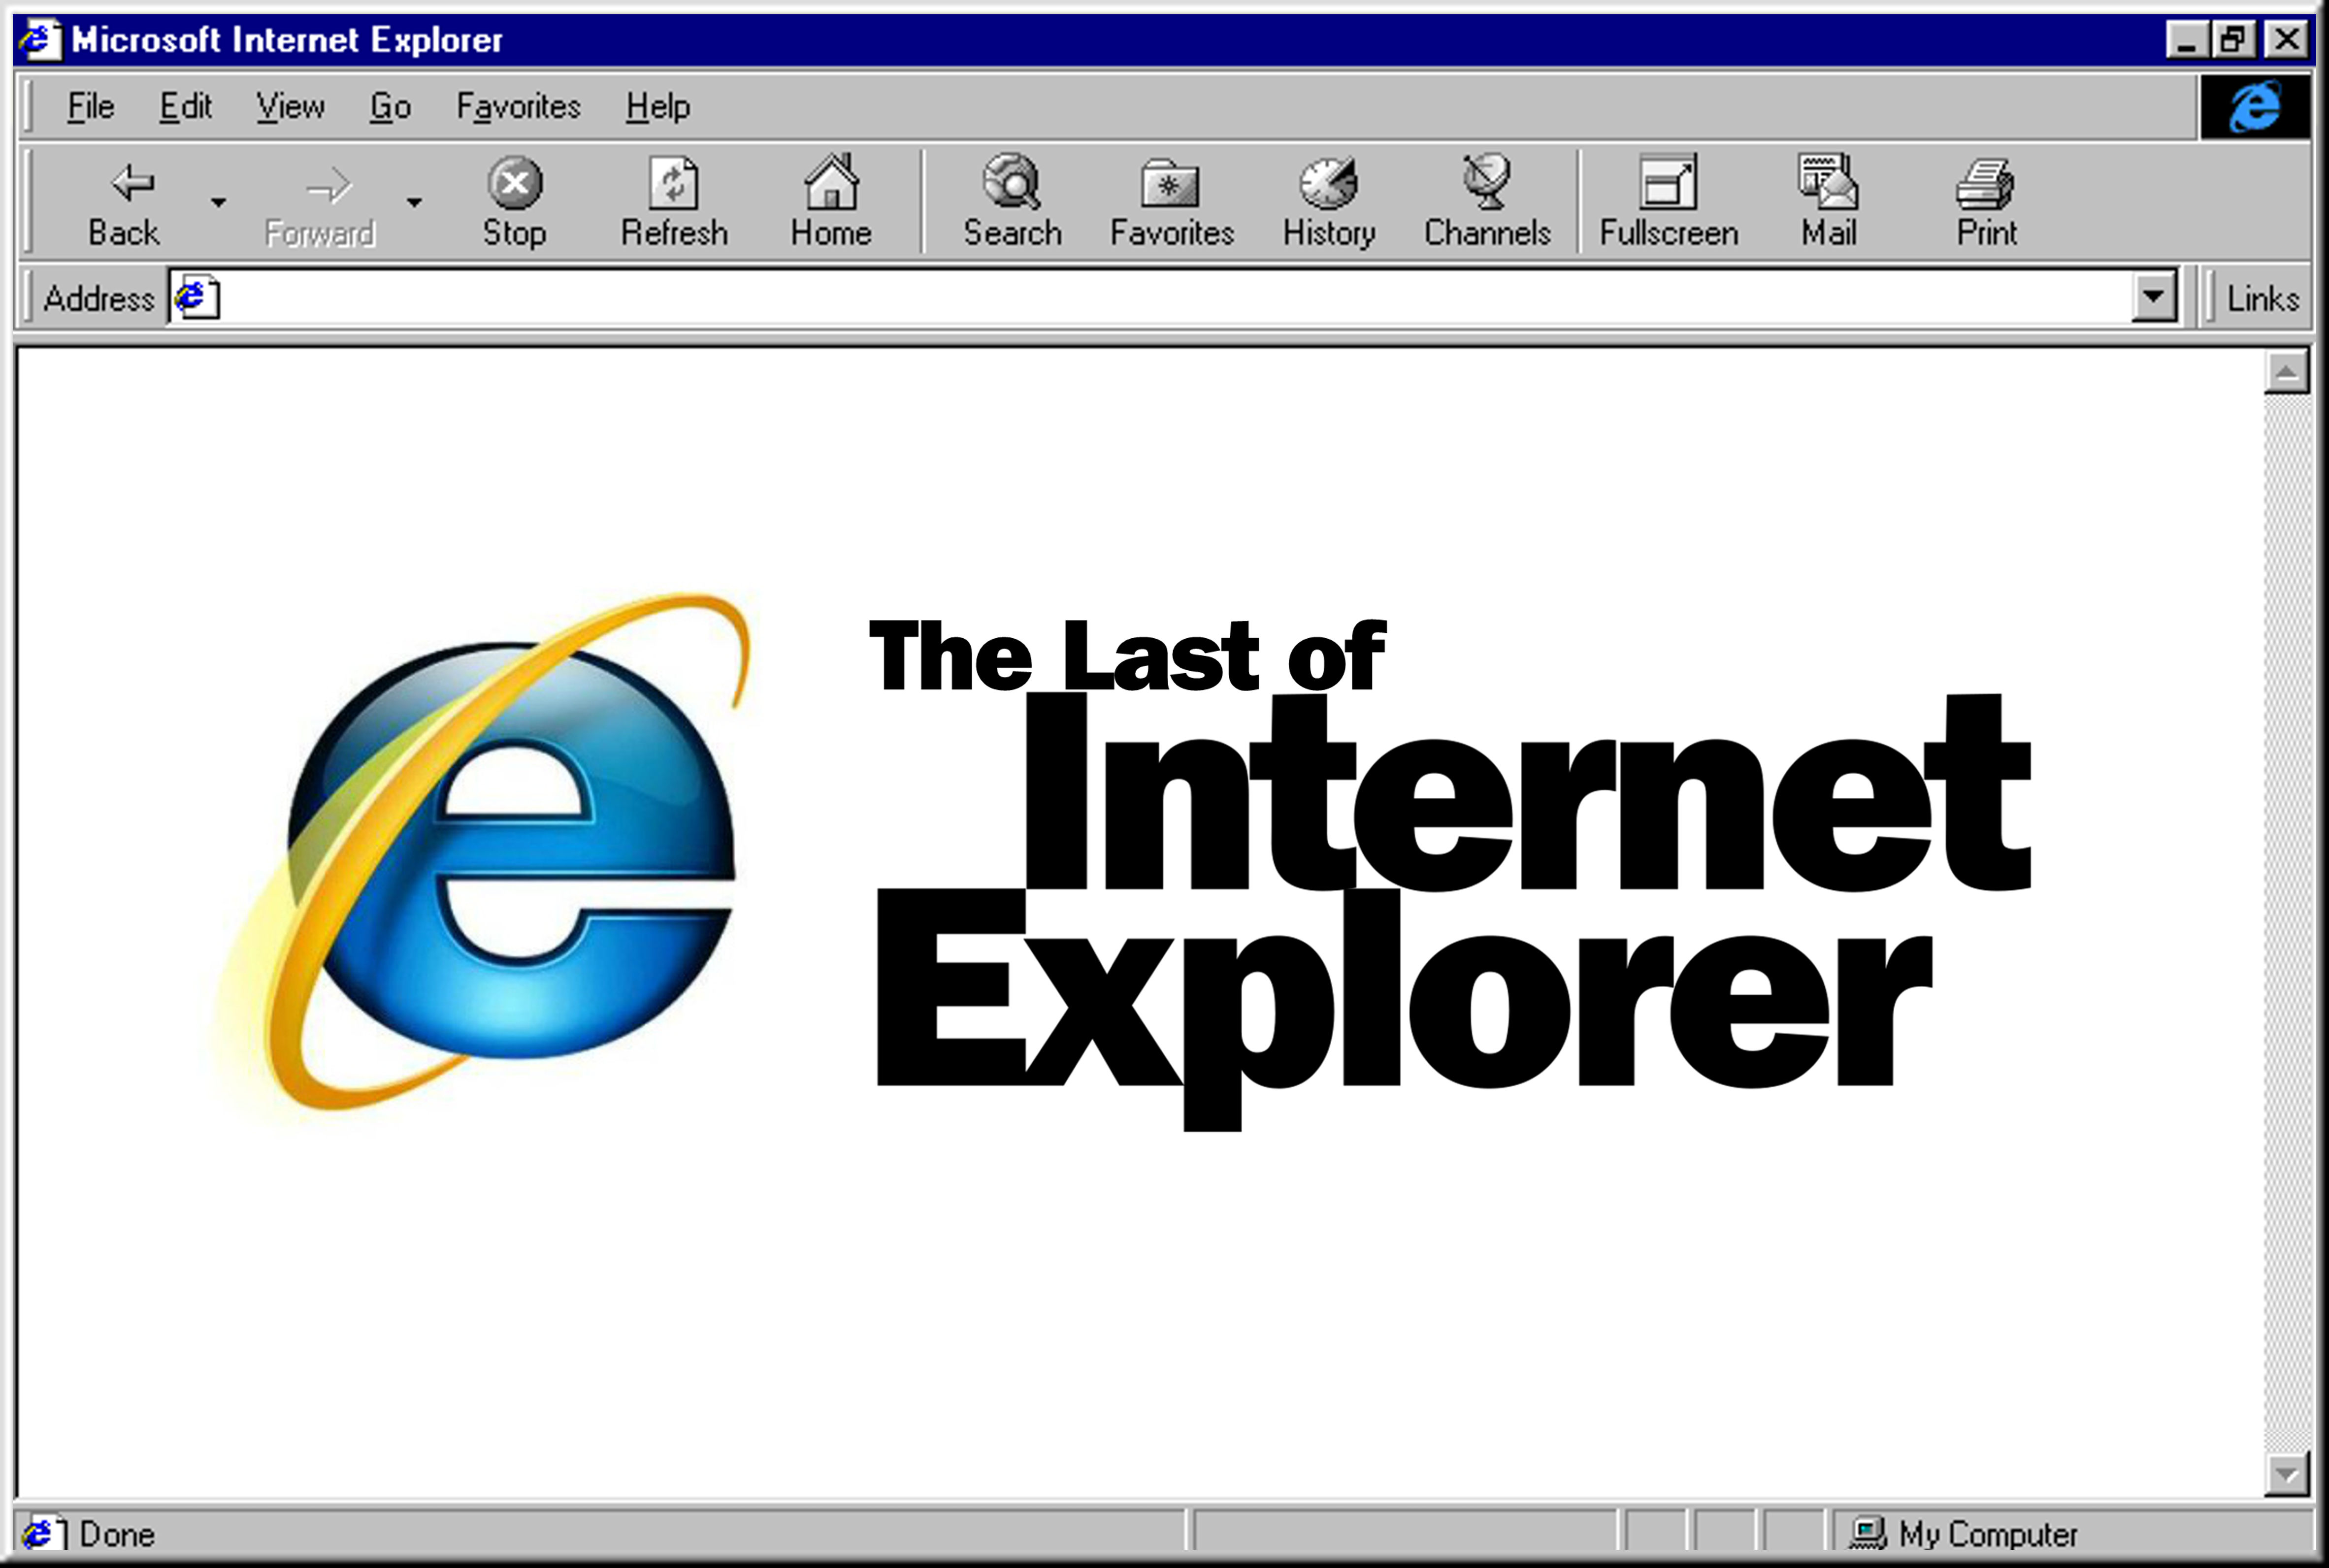 Microsoft Internet Explorer
File Edit View Go Favorites Help
Back Forward Stop Refresh Home Search Favorites History Channels Fullscreen Mail Print
Address Links
The Last of
Internet
Explorer
Done My Computer